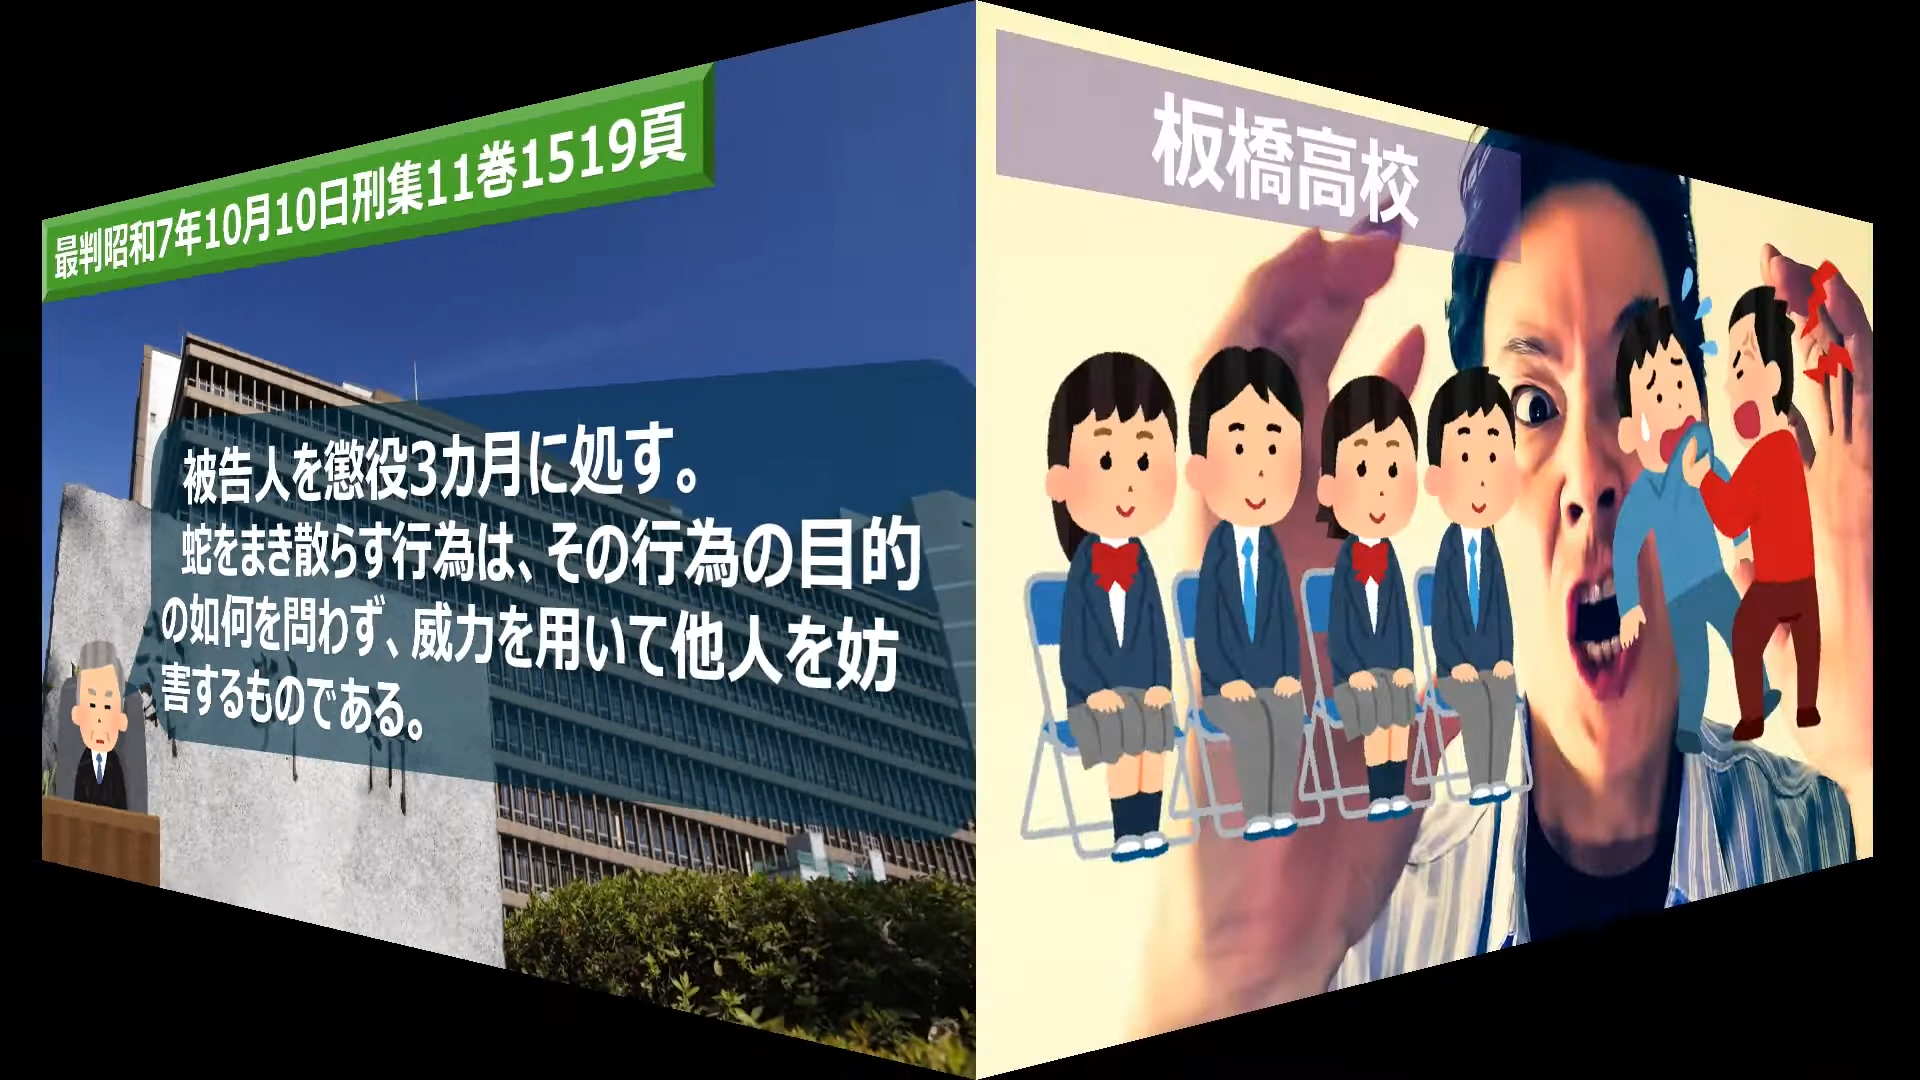 最判昭和7年10月10日刑集11巻1519頁
被告人を懲役3カ月に処す。
蛇をまき散らす行為は、その行為の目的
の如何を問わず、威力を用いて他人を妨
害するものである。
板橋高校